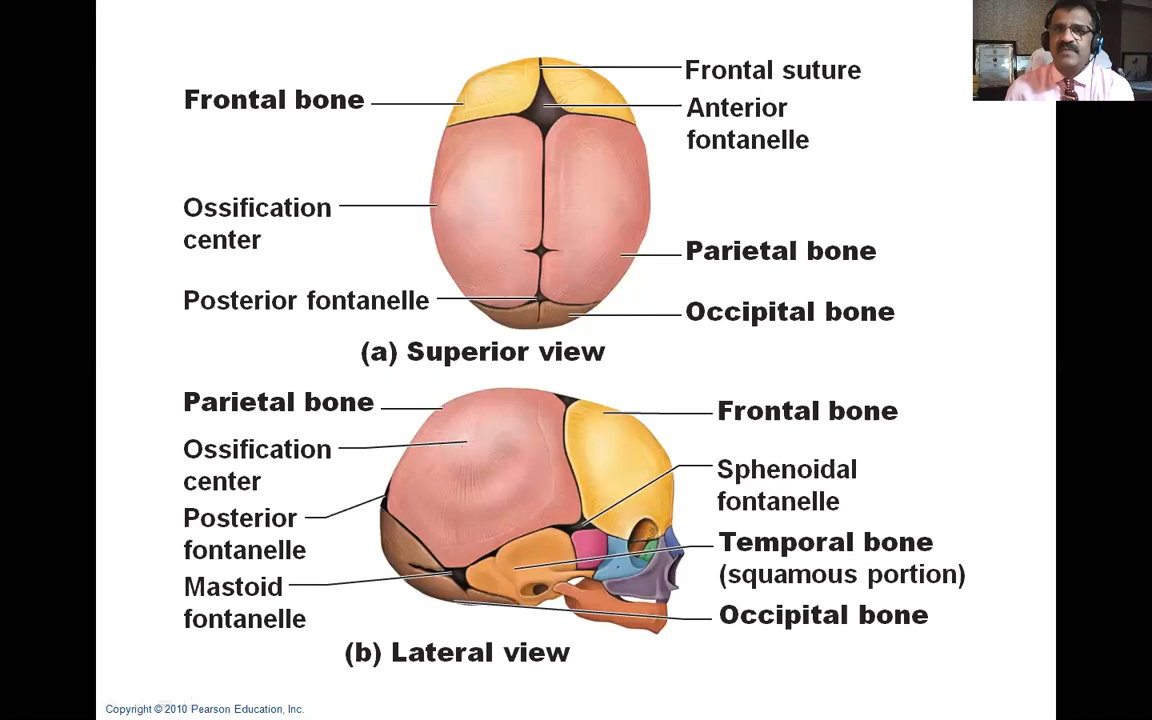 Frontal bone
Frontal suture
Anterior
fontanelle
Ossification
center
Parietal bone
Posterior fontanelle
Occipital bone
(a) Superior view
Parietal bone
Frontal bone
Ossification
center
Sphenoidal
fontanelle
Posterior
fontanelle
Temporal bone
(squamous portion)
Mastoid
fontanelle
Occipital bone
(b) Lateral view
Copyright © 2010 Pearson Education, Inc.